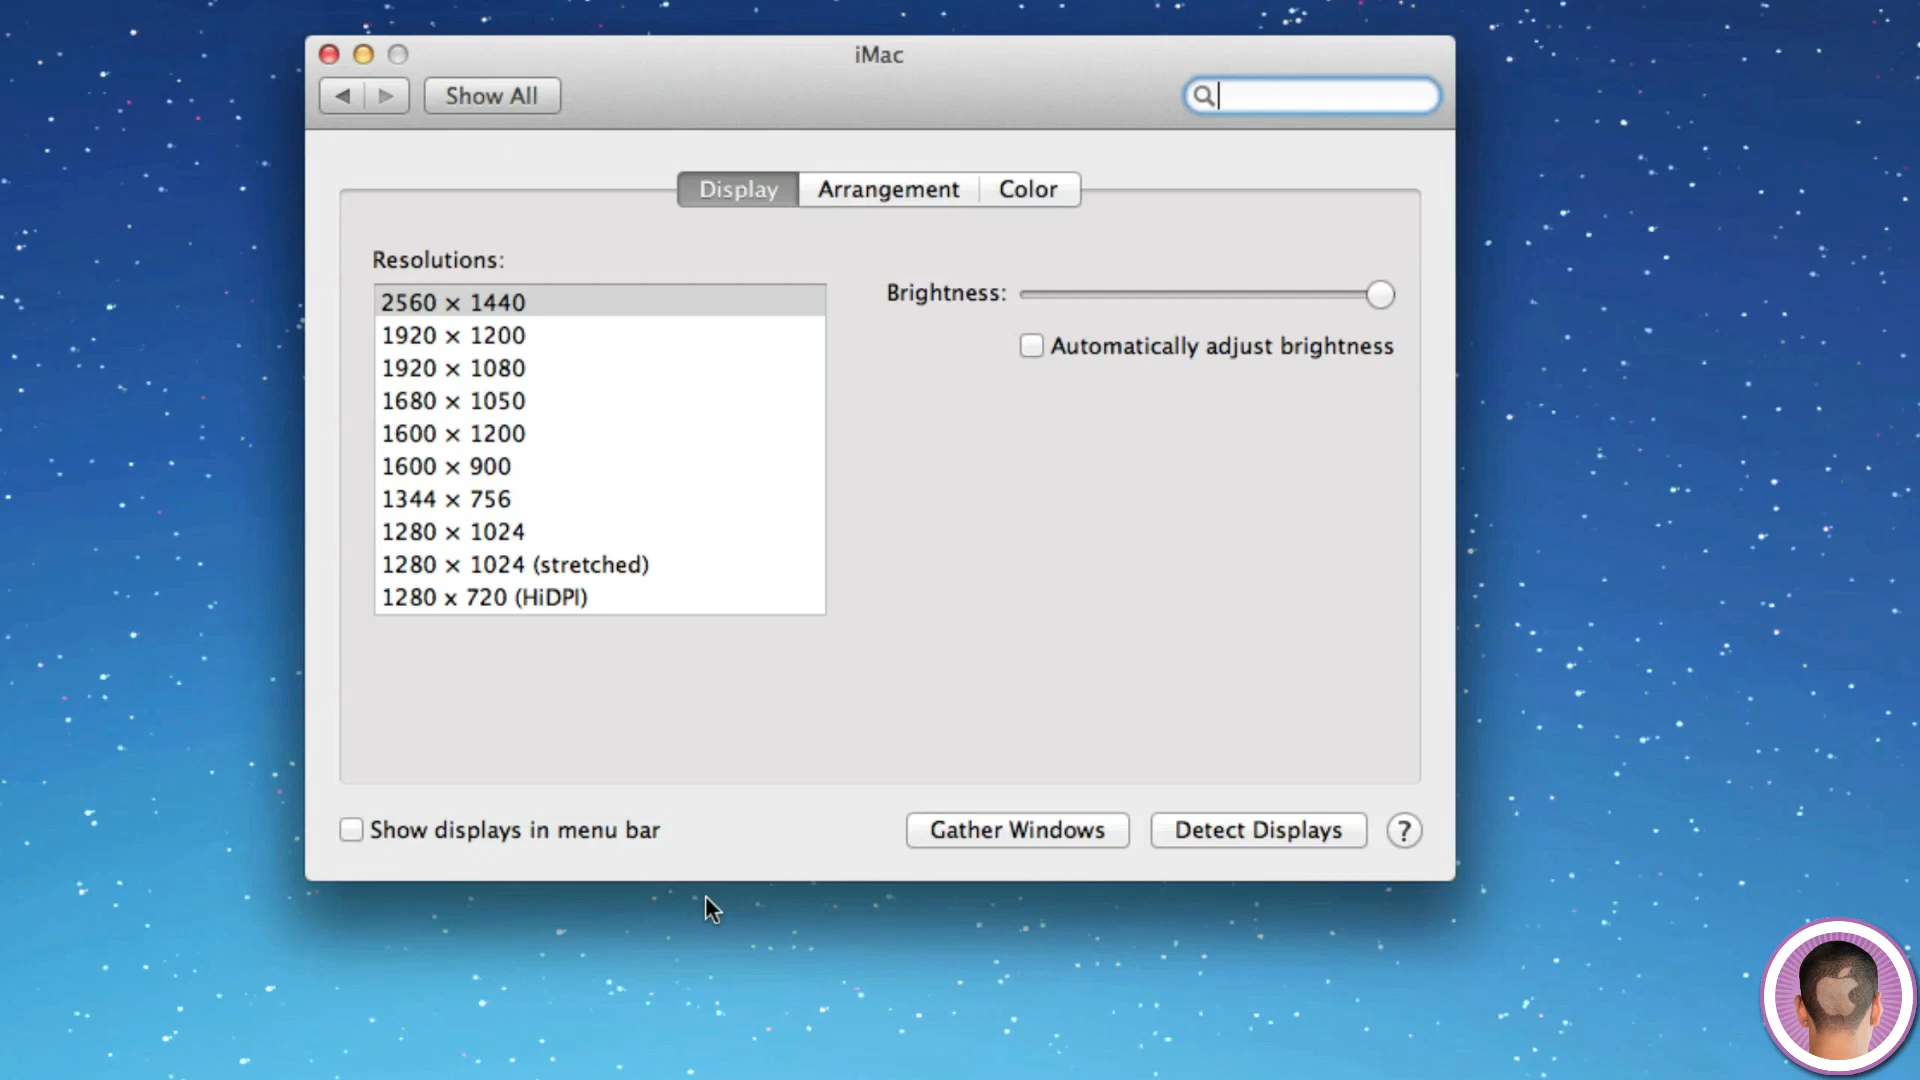 iMac
Show All
Display Arrangement Color
Resolutions:
2560 × 1440
1920 × 1200
1920 × 1080
1680 × 1050
1600 × 1200
1600 × 900
1344 × 756
1280 × 1024
1280 × 1024 (stretched)
1280 x 720 (HiDPI)
Brightness:
Automatically adjust brightness
Show displays in menu bar
Gather Windows
Detect Displays
?